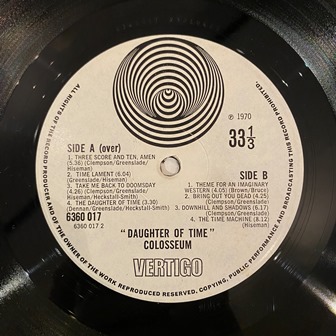 ALL RIGHTS OF THE RECORD PRODUCER AND OF THE OWNER OF THE WORK REPRODUCED RESERVED. COPYING, PUBLIC PERFORMANCE AND BROADCASTING THIS RECORD PROHIBITED.
℗ 1970
33 1/3
SIDE A (over)
1. THREE SCORE AND TEN, AMEN
(5.36) (Clempson/Greenslade/
Hiseman)
2. TIME LAMENT (6.04)
(Greenslade)
3. TAKE ME BACK TO DOOMSDAY
(4.26) (Clempson/Greenslade/
Hiseman/Heckstall-Smith)
4. THE DAUGHTER OF TIME (3.30)
(Greenslade/Heckstall-Smith)
6360 017
6360 017 2
SIDE B
1. THEME FOR AN IMAGINARY
WESTERN (4.05) (Brown/Bruce)
2. BRING OUT YOUR DEAD (4.25)
(Clempson/Greenslade)
3. DOWNHILL AND SHADOWS (6.17)
(Clempson/Greenslade/
4. THE TIME MACHINE (8.12)
(Hiseman)
"DAUGHTER OF TIME"
COLOSSEUM
VERTIGO